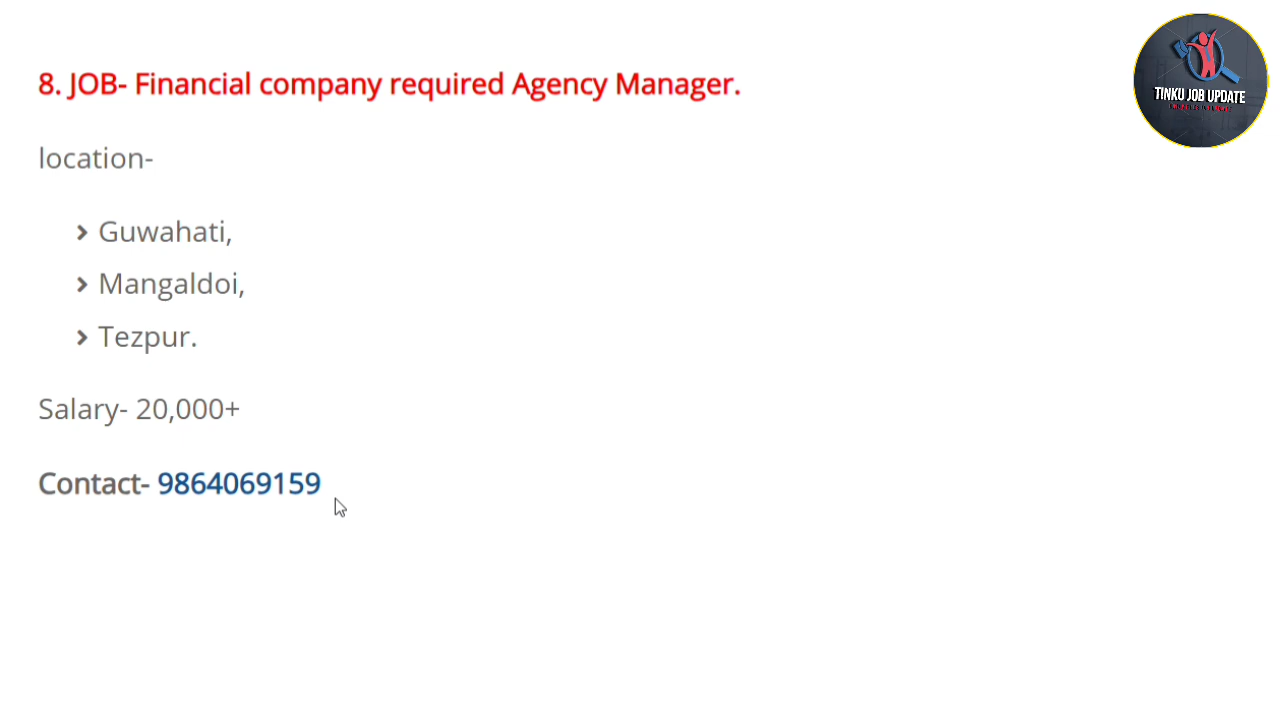 8. JOB- Financial company required Agency Manager.
TINKU JOB UPDATE
location-
Guwahati,
Mangaldoi,
Tezpur.
Salary- 20,000+
Contact- 9864069159